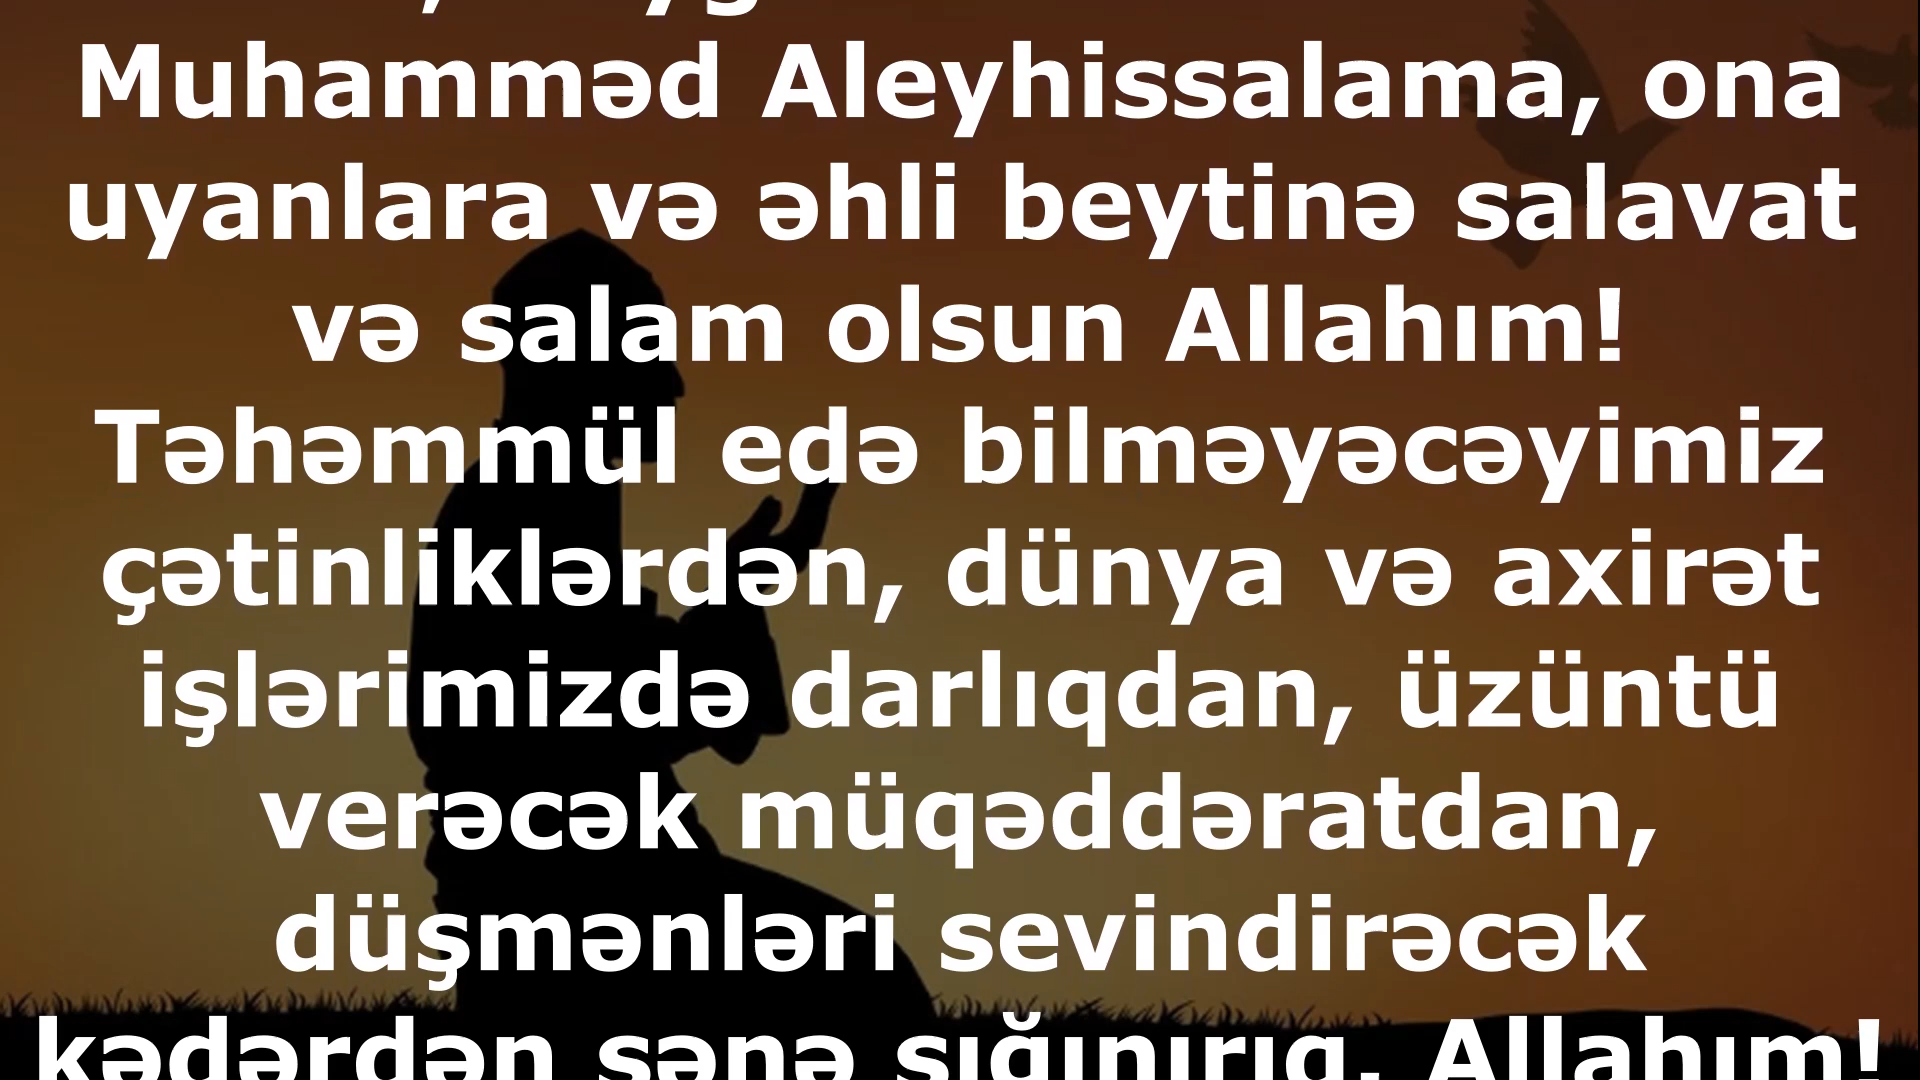 Muhamməd Aleyhissalama, ona
uyanlara və əhli beytinə salavat
və salam olsun Allahım!
Təhəmmül edə bilməyəcəyimiz
çətinliklərdən, dünya və axirət
işlərimizdə darlıqdan, üzüntü
verəcək müqəddəratdan,
düşmənləri sevindirəcək
kədərdən sənə sığınırıq. Allahım!